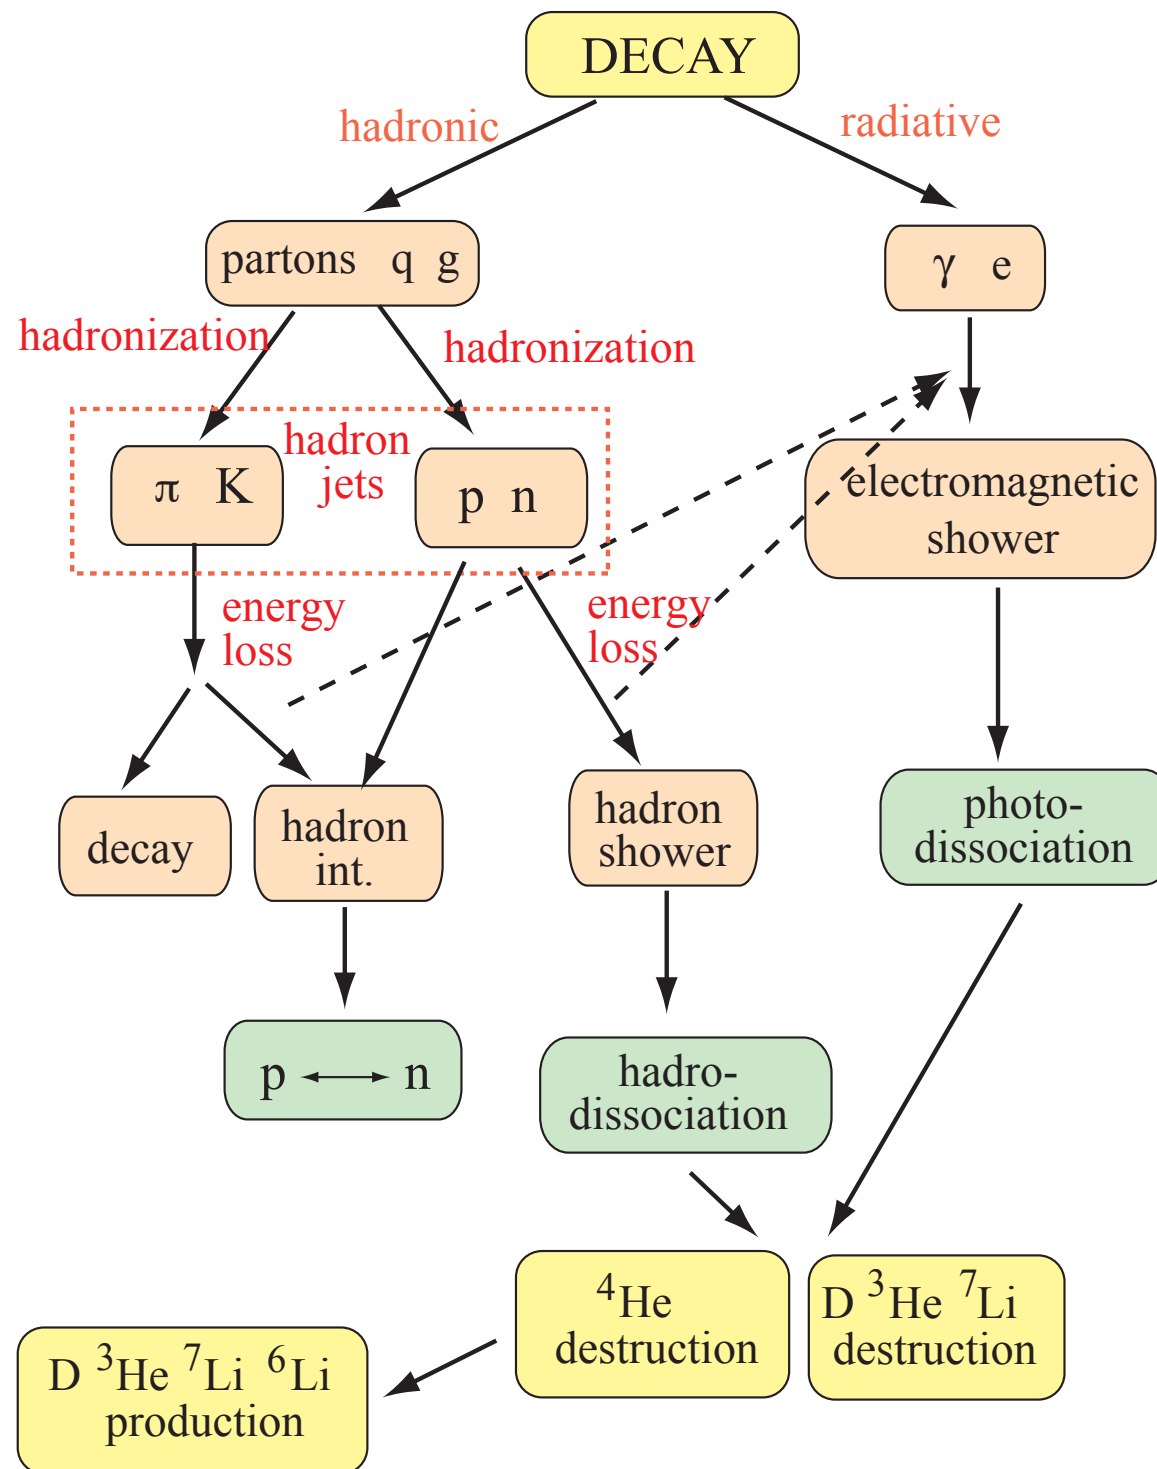 DECAY
hadronic
radiative
partons q g
γ e
hadronization
hadronization
hadron
jets
π K
p n
electromagnetic
shower
energy
loss
energy
loss
decay
hadron
int.
hadron
shower
photo-
dissociation
p ⟷ n
hadro-
dissociation
⁴He
destruction
D ³He ⁷Li
destruction
D ³He ⁷Li ⁶Li
production